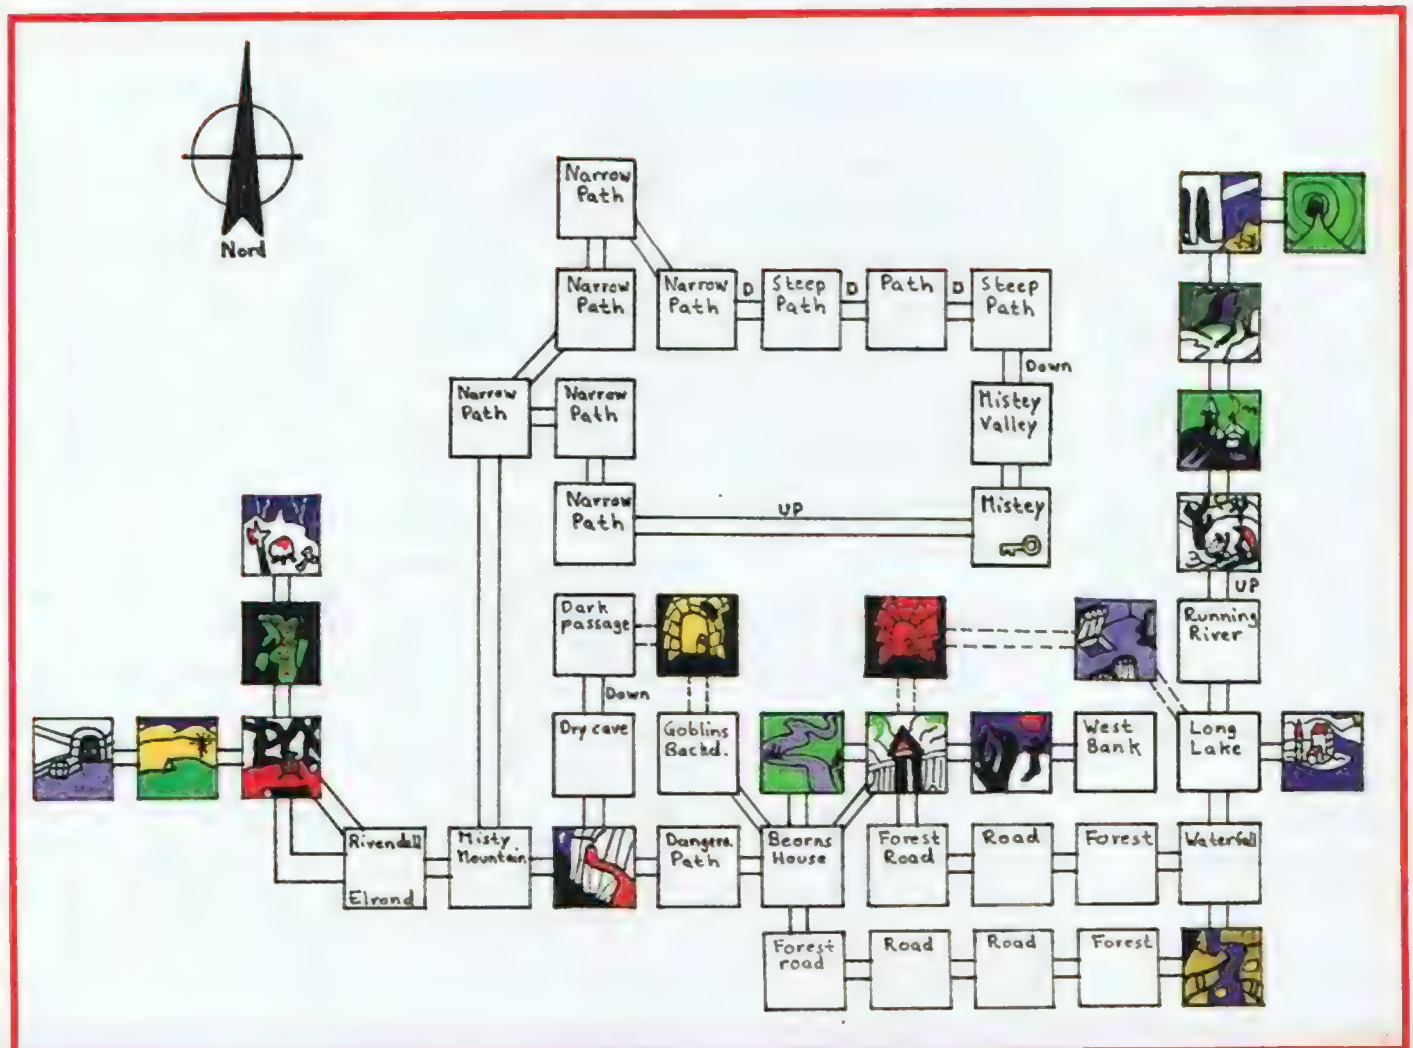 Nord
Narrow
Path
Narrow
Path
Narrow
Path
D
Steep
Path
D
Path
D
Steep
Path
Down
Narrow
Path
Narrow
Path
Mistey
Valley
Narrow
Path
UP
Mistey
UP
Dark
passage
Running
River
Down
Dry cave
Goblins
Backd.
West
Bank
Long
Lake
Rivendell
Elrond
Misty
Mountain
Dangera.
Path
Beorns
House
Forest
Road
Road
Forest
Waterfall
Forest
road
Road
Road
Forest